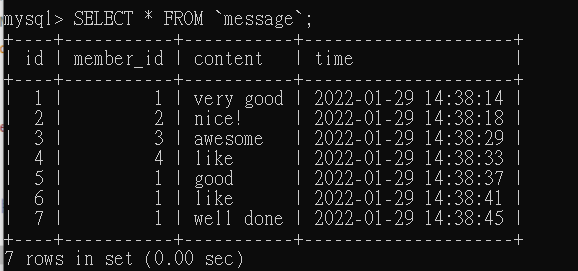 mysql> SELECT * FROM `message`;
+----+-----------+-----------+---------------------+
| id | member_id | content   | time                |
+----+-----------+-----------+---------------------+
|  1 |         1 | very good | 2022-01-29 14:38:14 |
|  2 |         2 | nice!     | 2022-01-29 14:38:18 |
|  3 |         3 | awesome   | 2022-01-29 14:38:29 |
|  4 |         4 | like      | 2022-01-29 14:38:33 |
|  5 |         1 | good      | 2022-01-29 14:38:37 |
|  6 |         1 | like      | 2022-01-29 14:38:41 |
|  7 |         1 | well done | 2022-01-29 14:38:45 |
+----+-----------+-----------+---------------------+
7 rows in set (0.00 sec)